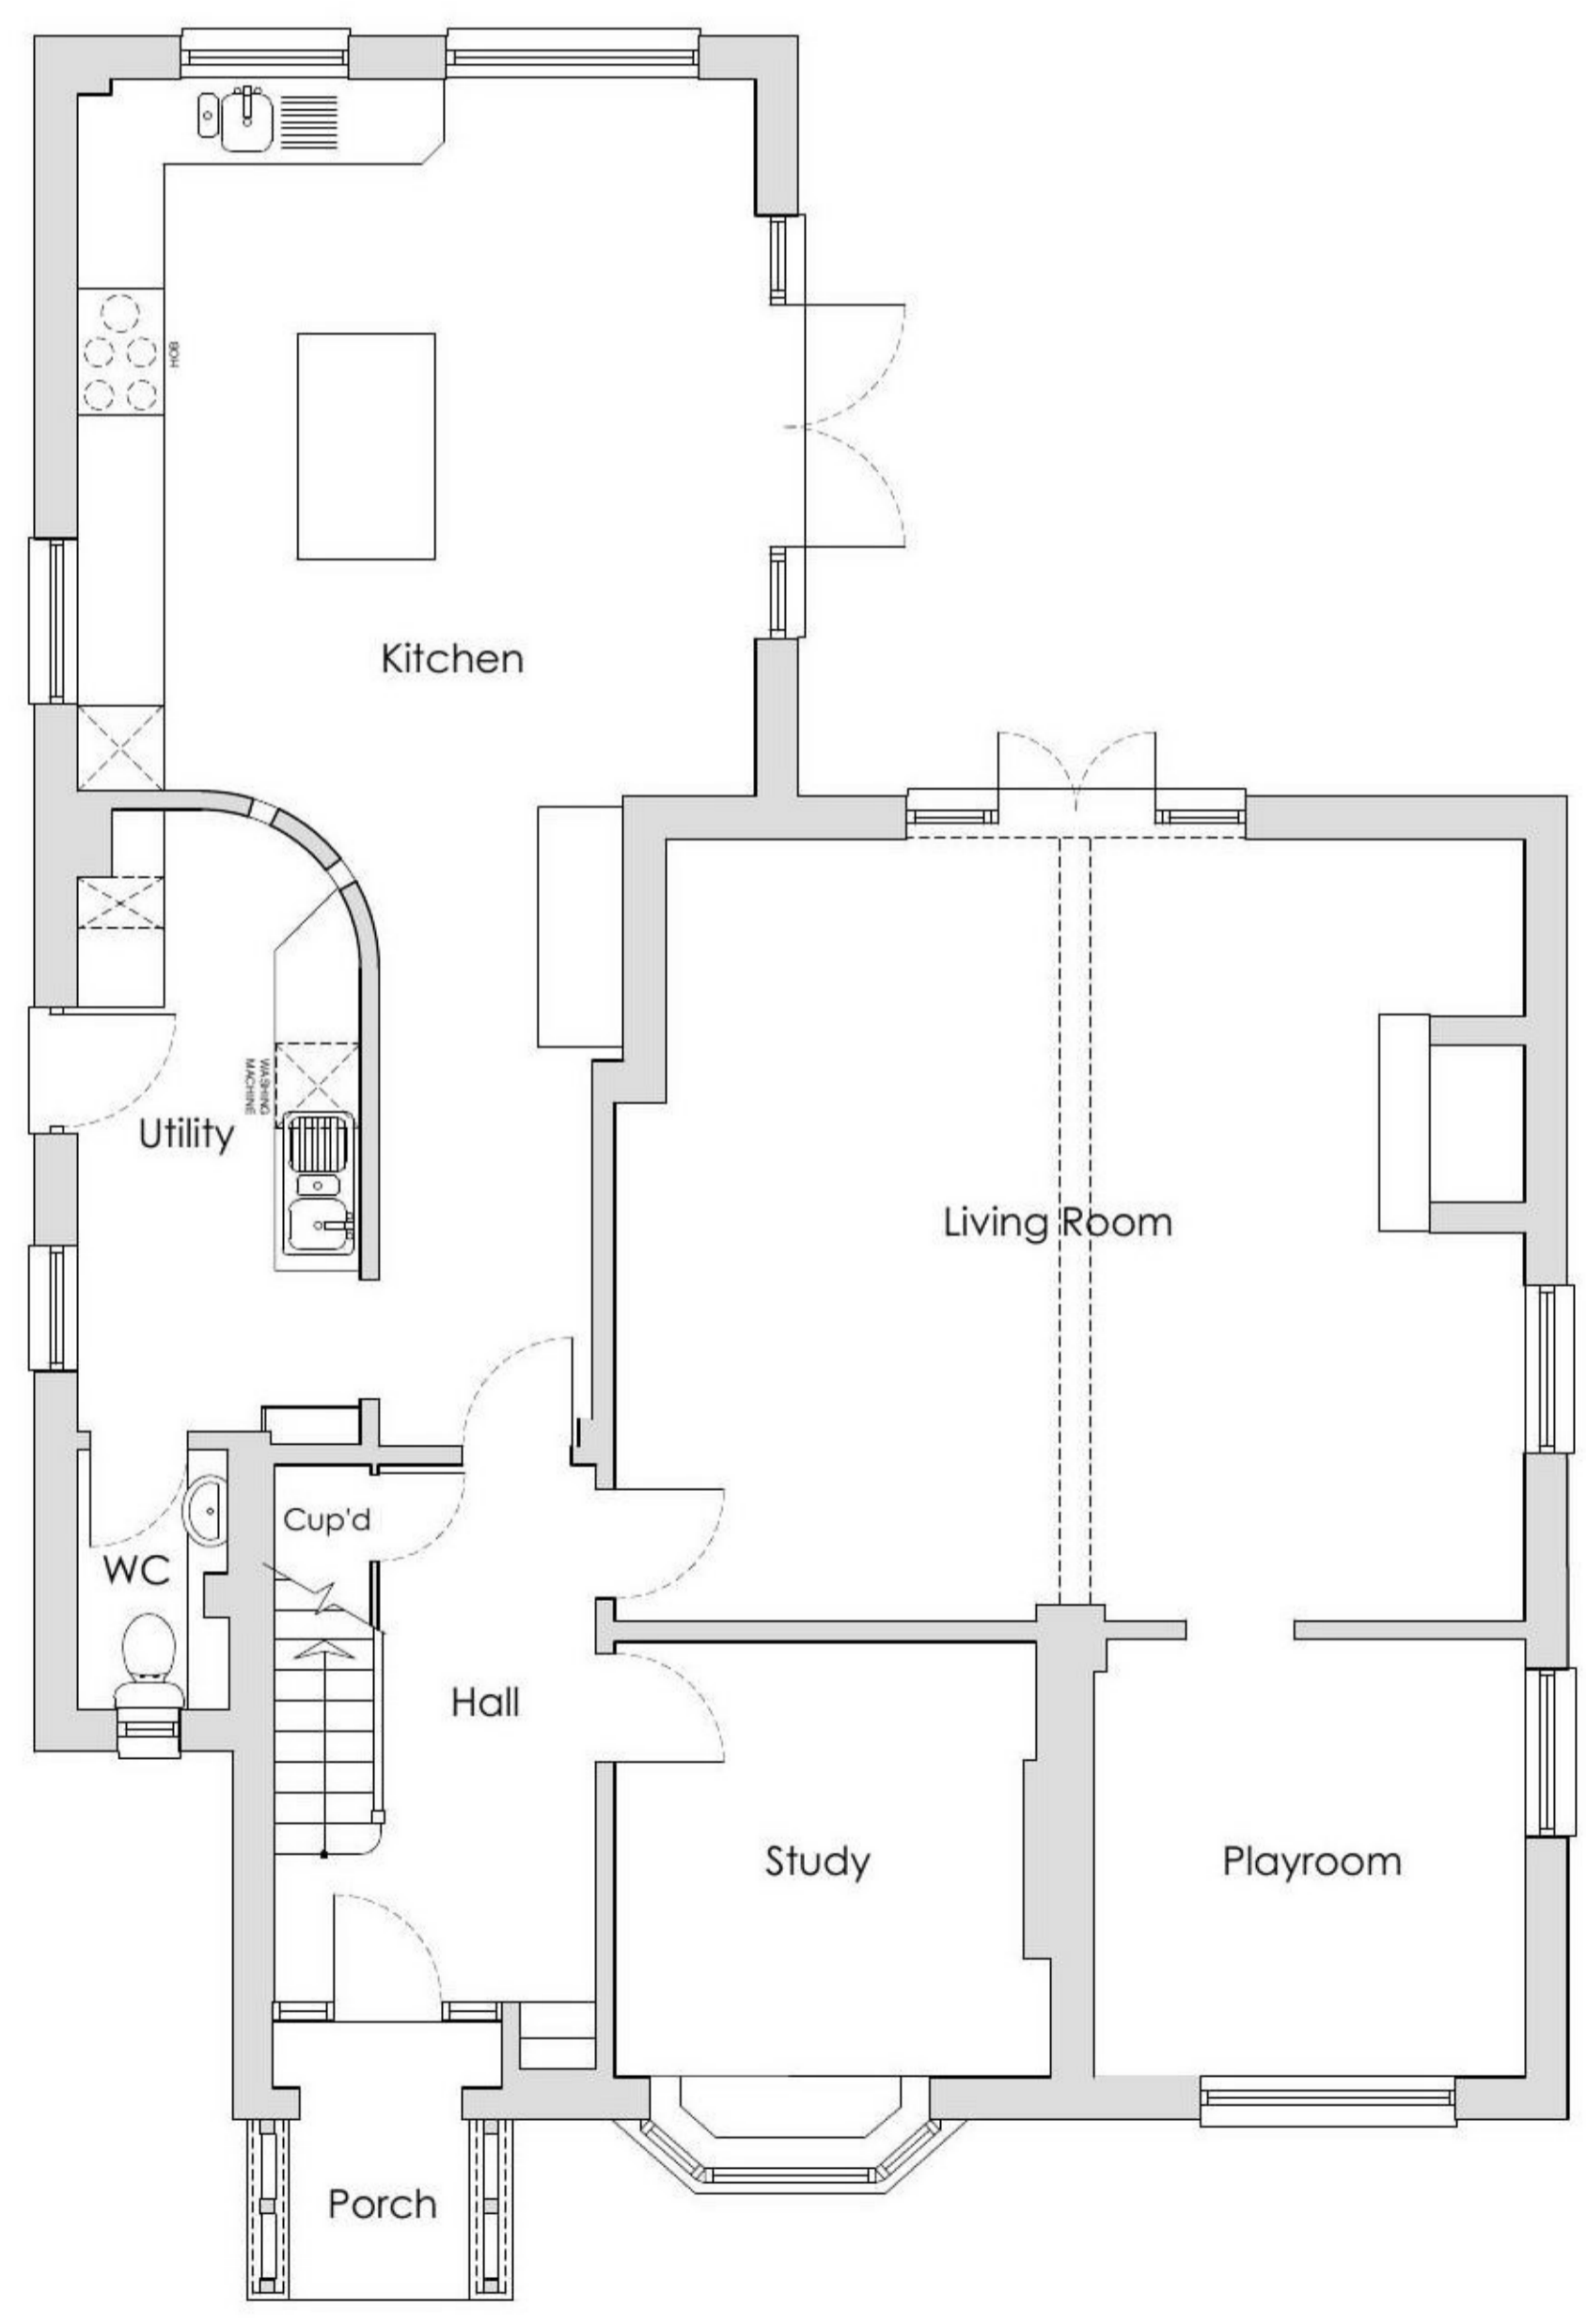 HOB
Kitchen
WASHING
MACHINE
Utility
Living Room
Cup'd
WC
Hall
Study
Playroom
Porch